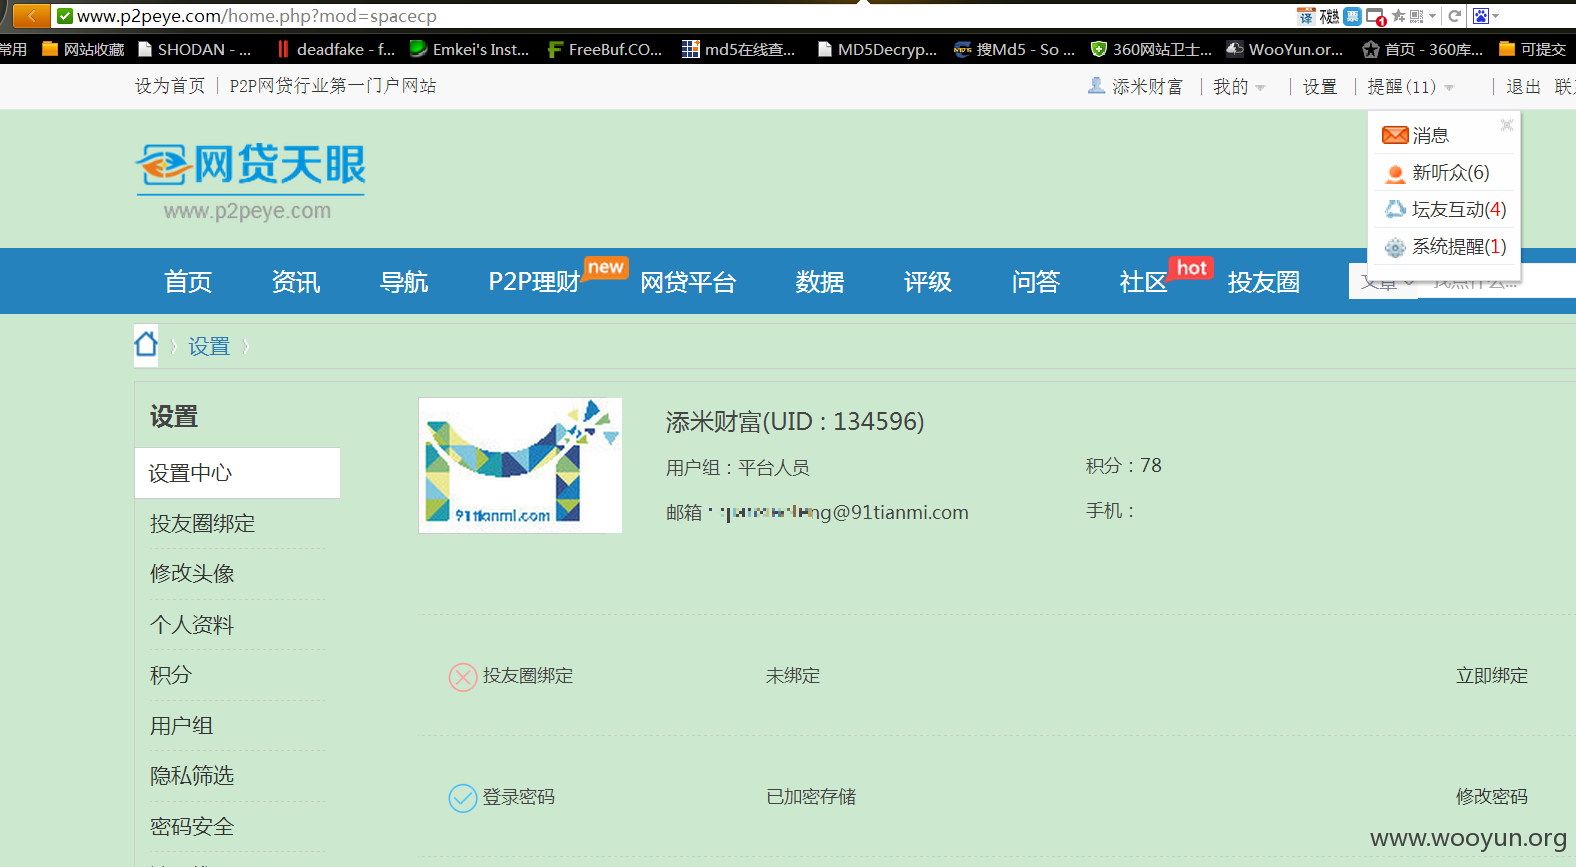 www.p2peye.com/home.php?mod=spacecp
常用 网站收藏 SHODAN - ... deadfake - f... Emkei's Inst... FreeBuf.CO... md5在线查... MD5Decryp... 搜Md5 - So ... 360网站卫士... WooYun.or... 首页 - 360库... 可提交
设为首页 | P2P网贷行业第一门户网站 添米财富 | 我的 | 设置 | 提醒(11) | 退出
消息
新听众(6)
坛友互动(4)
系统提醒(1)
网贷天眼
www.p2peye.com
首页 资讯 导航 P2P理财 new 网贷平台 数据 评级 问答 社区 hot 投友圈
设置
设置
设置中心
投友圈绑定
修改头像
个人资料
积分
用户组
隐私筛选
密码安全
91tianmi.com
添米财富(UID : 134596)
用户组：平台人员 积分：78
邮箱 ng@91tianmi.com 手机：
投友圈绑定 未绑定 立即绑定
登录密码 已加密存储 修改密码
www.wooyun.org